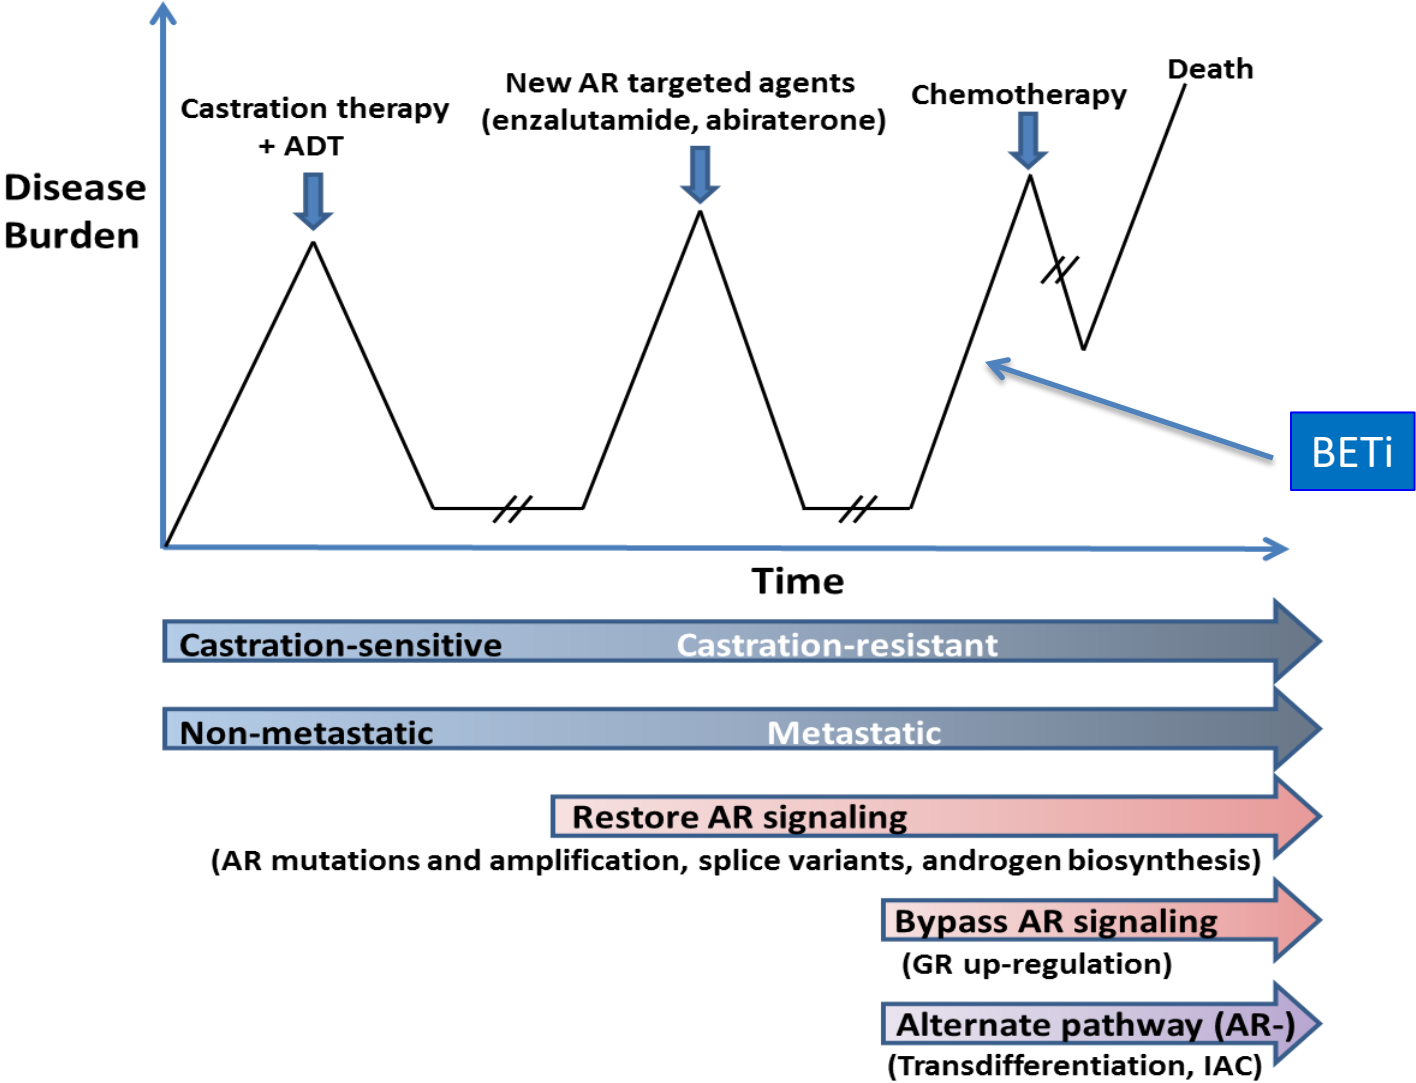 Castration therapy
+ ADT
New AR targeted agents
(enzalutamide, abiraterone)
Chemotherapy
Death
Disease
Burden
BETi
Time
Castration-sensitive Castration-resistant
Non-metastatic Metastatic
Restore AR signaling
(AR mutations and amplification, splice variants, androgen biosynthesis)
Bypass AR signaling
(GR up-regulation)
Alternate pathway (AR-)
(Transdifferentiation, IAC)